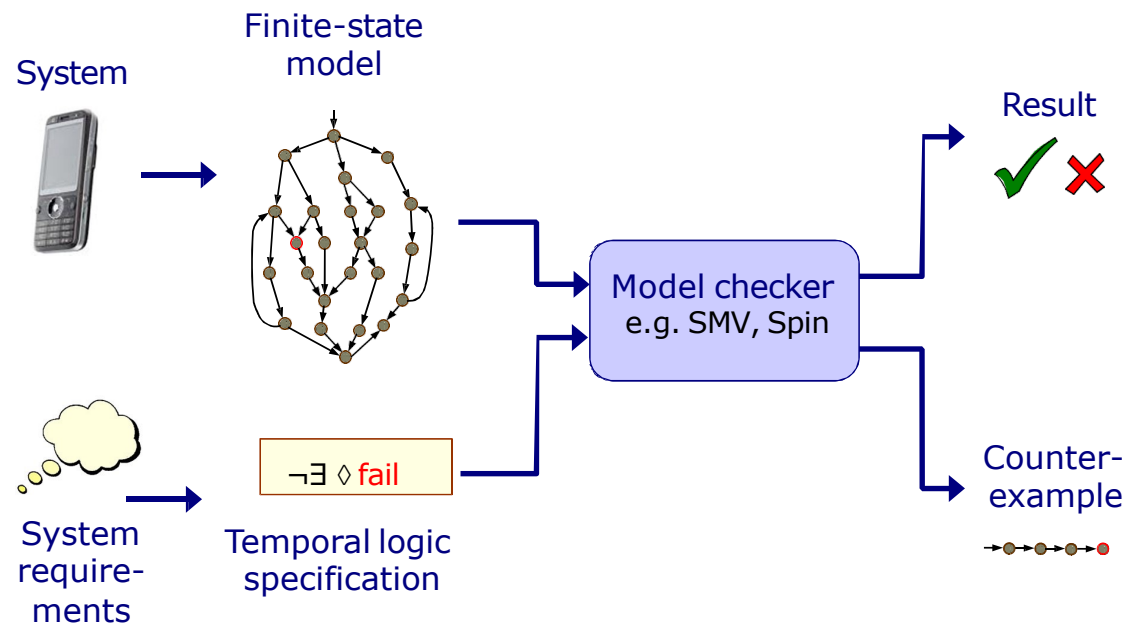 System
Finite-state
model
Result
Model checker
e.g. SMV, Spin
¬∃ ◊ fail
System
require-
ments
Temporal logic
specification
Counter-
example